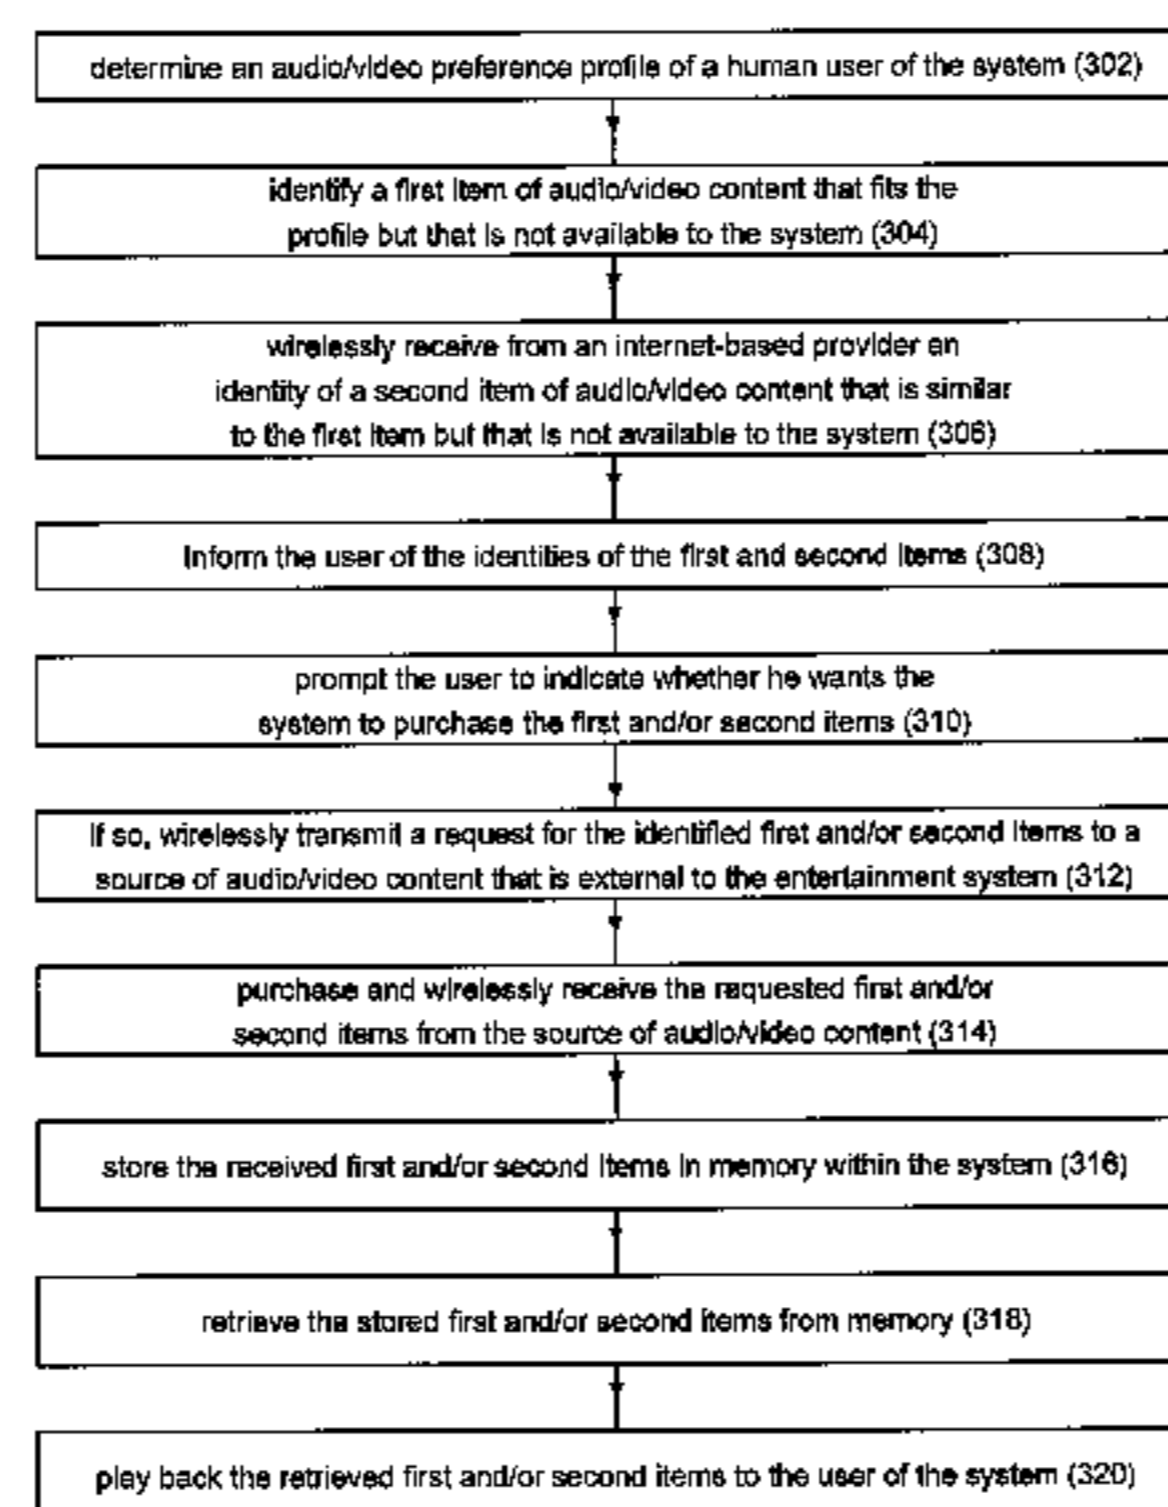 determine an audio/video preference profile of a human user of the system (302)
identify a first item of audio/video content that fits the
profile but that is not available to the system (304)
wirelessly receive from an internet-based provider an
identity of a second item of audio/video content that is similar
to the first item but that is not available to the system (306)
Inform the user of the identities of the first and second items (308)
prompt the user to indicate whether he wants the
system to purchase the first and/or second items (310)
If so, wirelessly transmit a request for the identified first and/or second items to a
source of audio/video content that is external to the entertainment system (312)
purchase and wirelessly receive the requested first and/or
second items from the source of audio/video content (314)
store the received first and/or second items in memory within the system (316)
retrieve the stored first and/or second items from memory (318)
play back the retrieved first and/or second items to the user of the system (320)